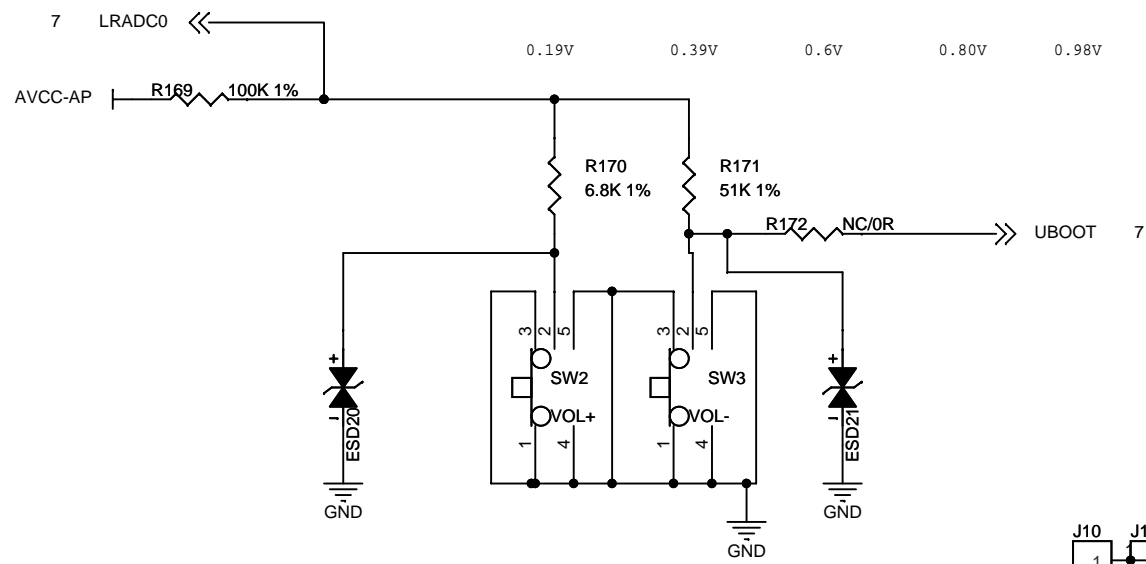 7 LRADC0
0.19V 0.39V 0.6V 0.80V 0.98V
AVCC-AP R169 100K 1%
R170 R171
6.8K 1% 51K 1%
R172 NC/0R UBOOT 7
3 2 5 3 2 5
+ SW2 SW3 +
- VOL+ VOL- -
ESD20 ESD21
1 4 1 4
GND GND
GND
J10 J1
1 1